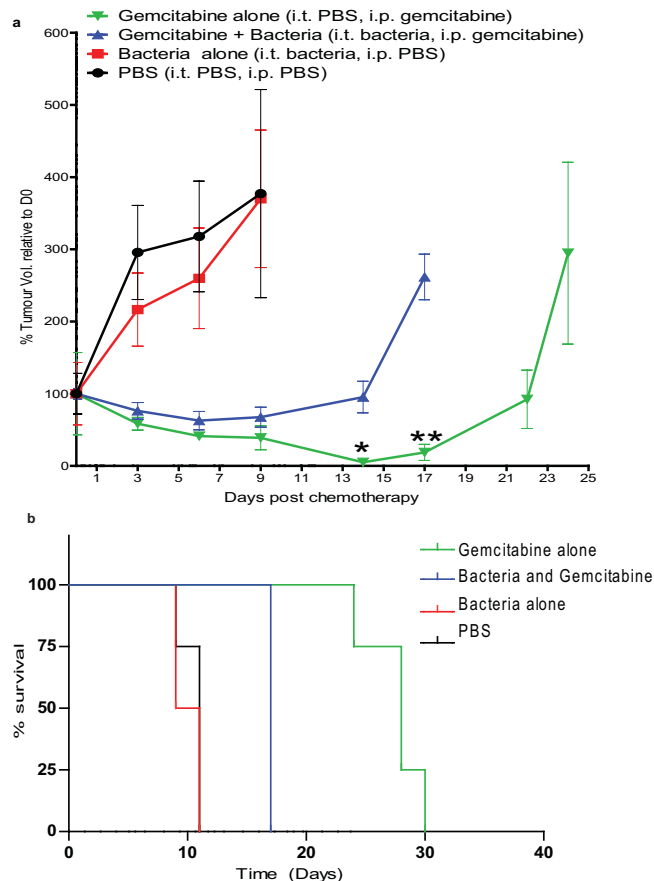 a
Gemcitabine alone (i.t. PBS, i.p. gemcitabine)
Gemcitabine + Bacteria (i.t. bacteria, i.p. gemcitabine)
Bacteria alone (i.t. bacteria, i.p. PBS)
PBS (i.t. PBS, i.p. PBS)
% Tumour Vol. relative to D0
600
500
400
300
200
100
0
* **
1 3 5 7 9 11 13 15 17 19 21 23 25
Days post chemotherapy
b
Gemcitabine alone
Bacteria and Gemcitabine
Bacteria alone
PBS
% survival
100
75
50
25
0
0 10 20 30 40
Time (Days)